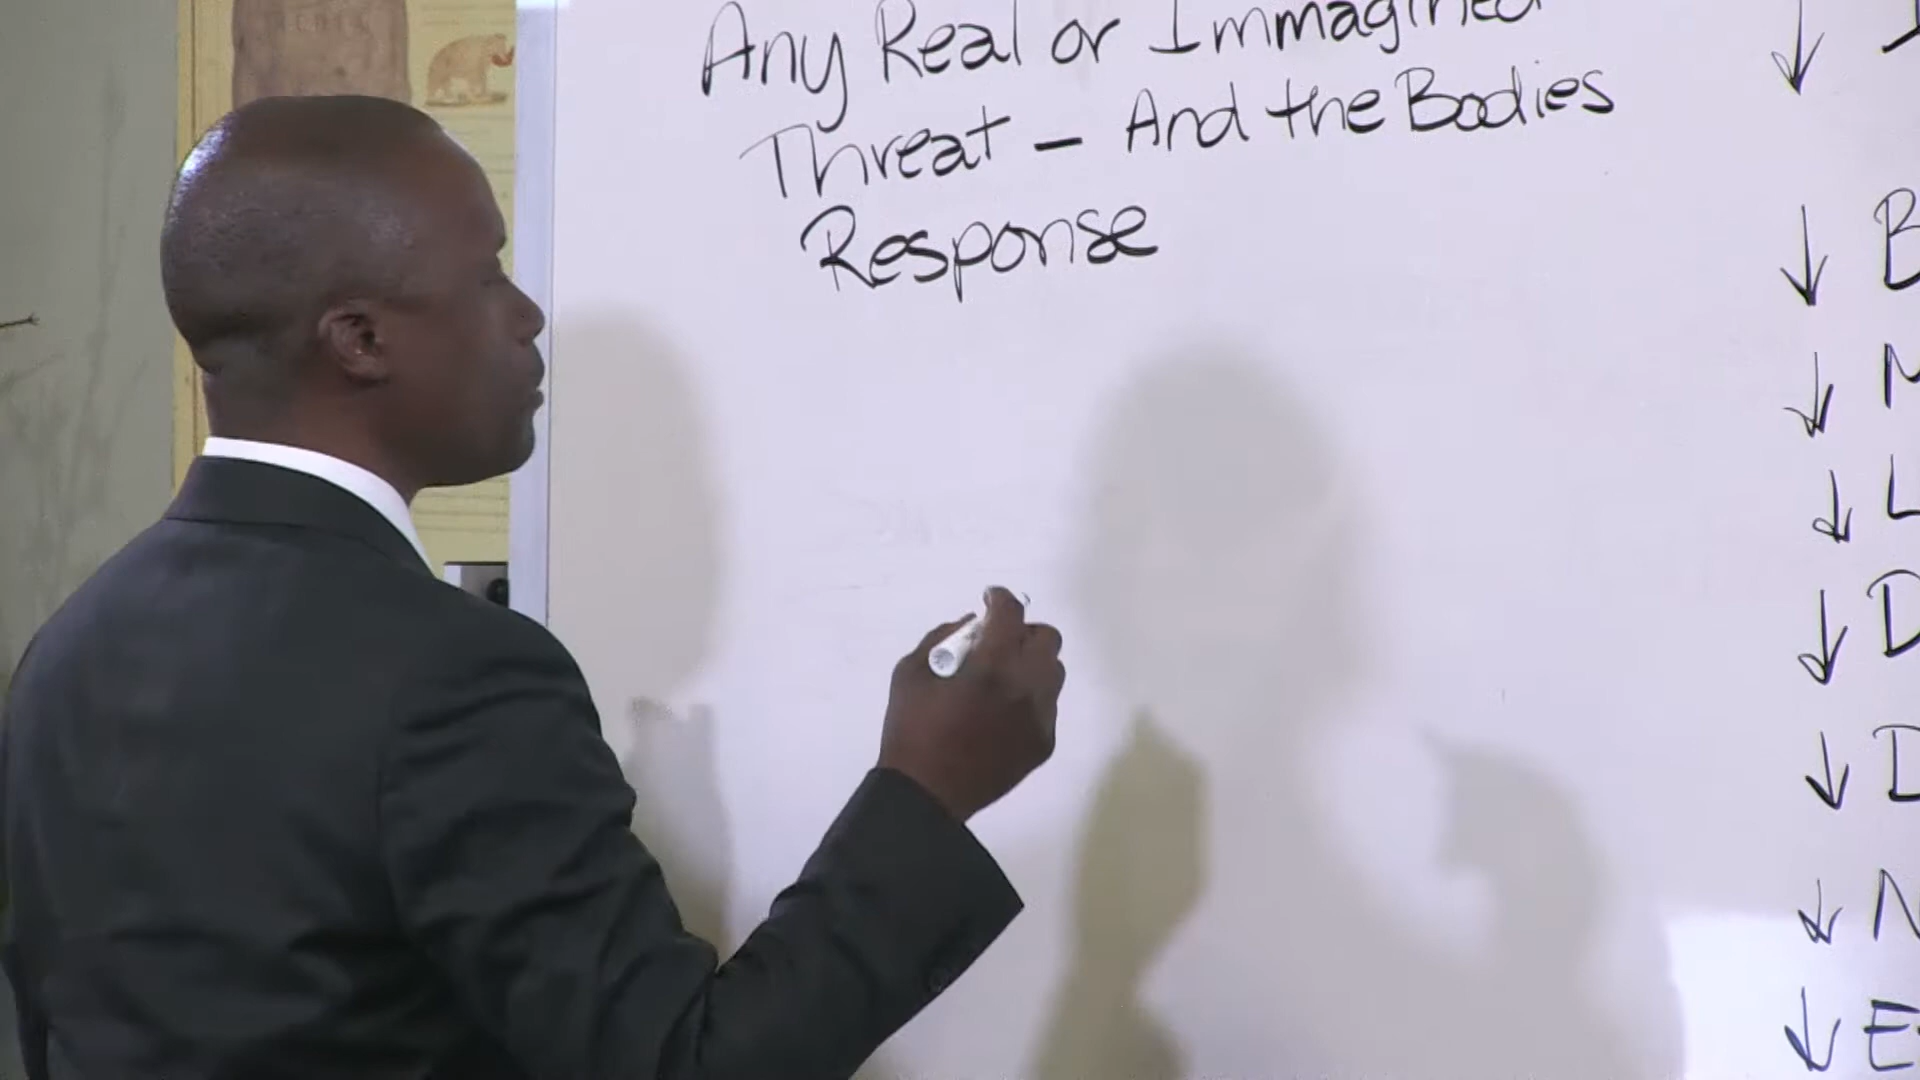 Any Real or Immagined
Threat - And the Bodies
Response
↓
↓ B
↓ M
↓ L
↓ D
↓ D
↓ N
↓ E